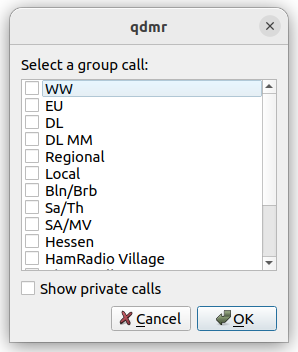 qdmr
Select a group call:
WW
EU
DL
DL MM
Regional
Local
Bln/Brb
Sa/Th
SA/MV
Hessen
HamRadio Village
Show private calls
Cancel
OK